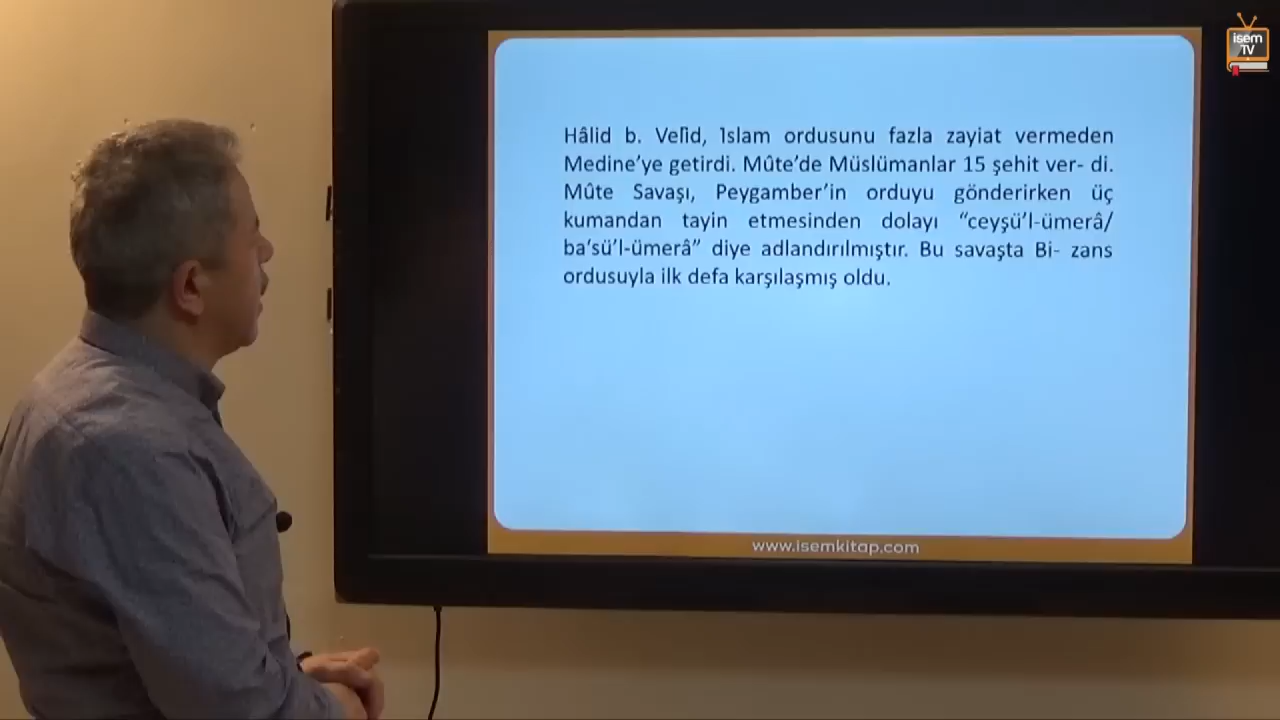 isem
TV
Hâlid b. Velîd, İslam ordusunu fazla zayiat vermeden
Medine’ye getirdi. Mûte’de Müslümanlar 15 şehit ver- di.
Mûte Savaşı, Peygamber’in orduyu gönderirken üç
kumandan tayin etmesinden dolayı “ceyşü’l-ümerâ/
ba’sü’l-ümerâ” diye adlandırılmıştır. Bu savaşta Bi- zans
ordusuyla ilk defa karşılaşmış oldu.
www.isemkitap.com